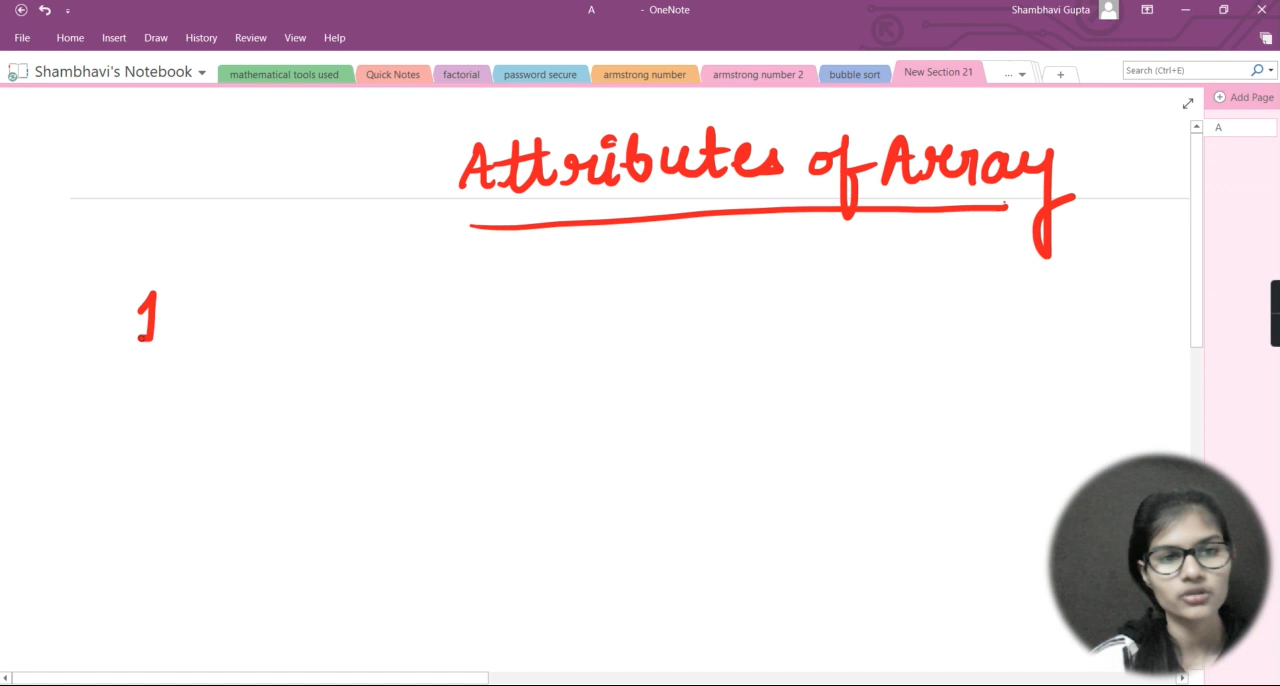 A - OneNote Shambhavi Gupta
File Home Insert Draw History Review View Help
Shambhavi's Notebook mathematical tools used Quick Notes factorial password secure armstrong number armstrong number 2 bubble sort New Section 21 ... + Search (Ctrl+E)
Add Page
A
Attributes of Array
1